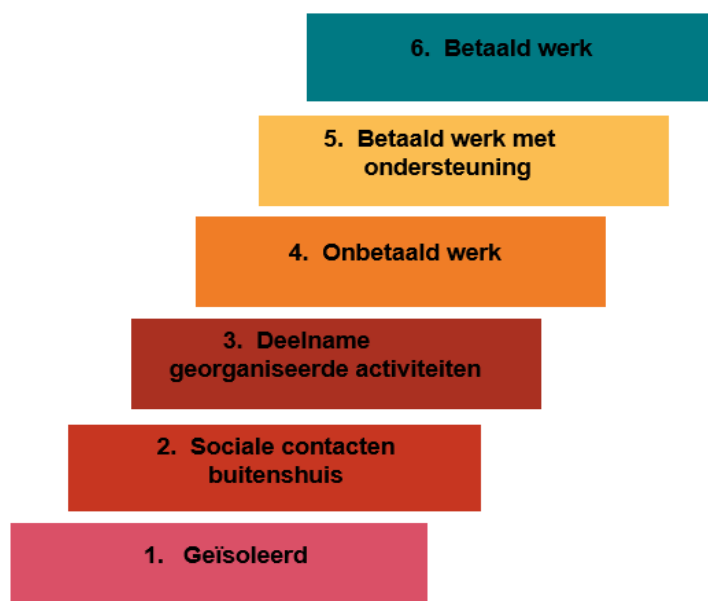 6. Betaald werk
5. Betaald werk met
ondersteuning
4. Onbetaald werk
3. Deelname
georganiseerde activiteiten
2. Sociale contacten
buitenshuis
1. Geïsoleerd